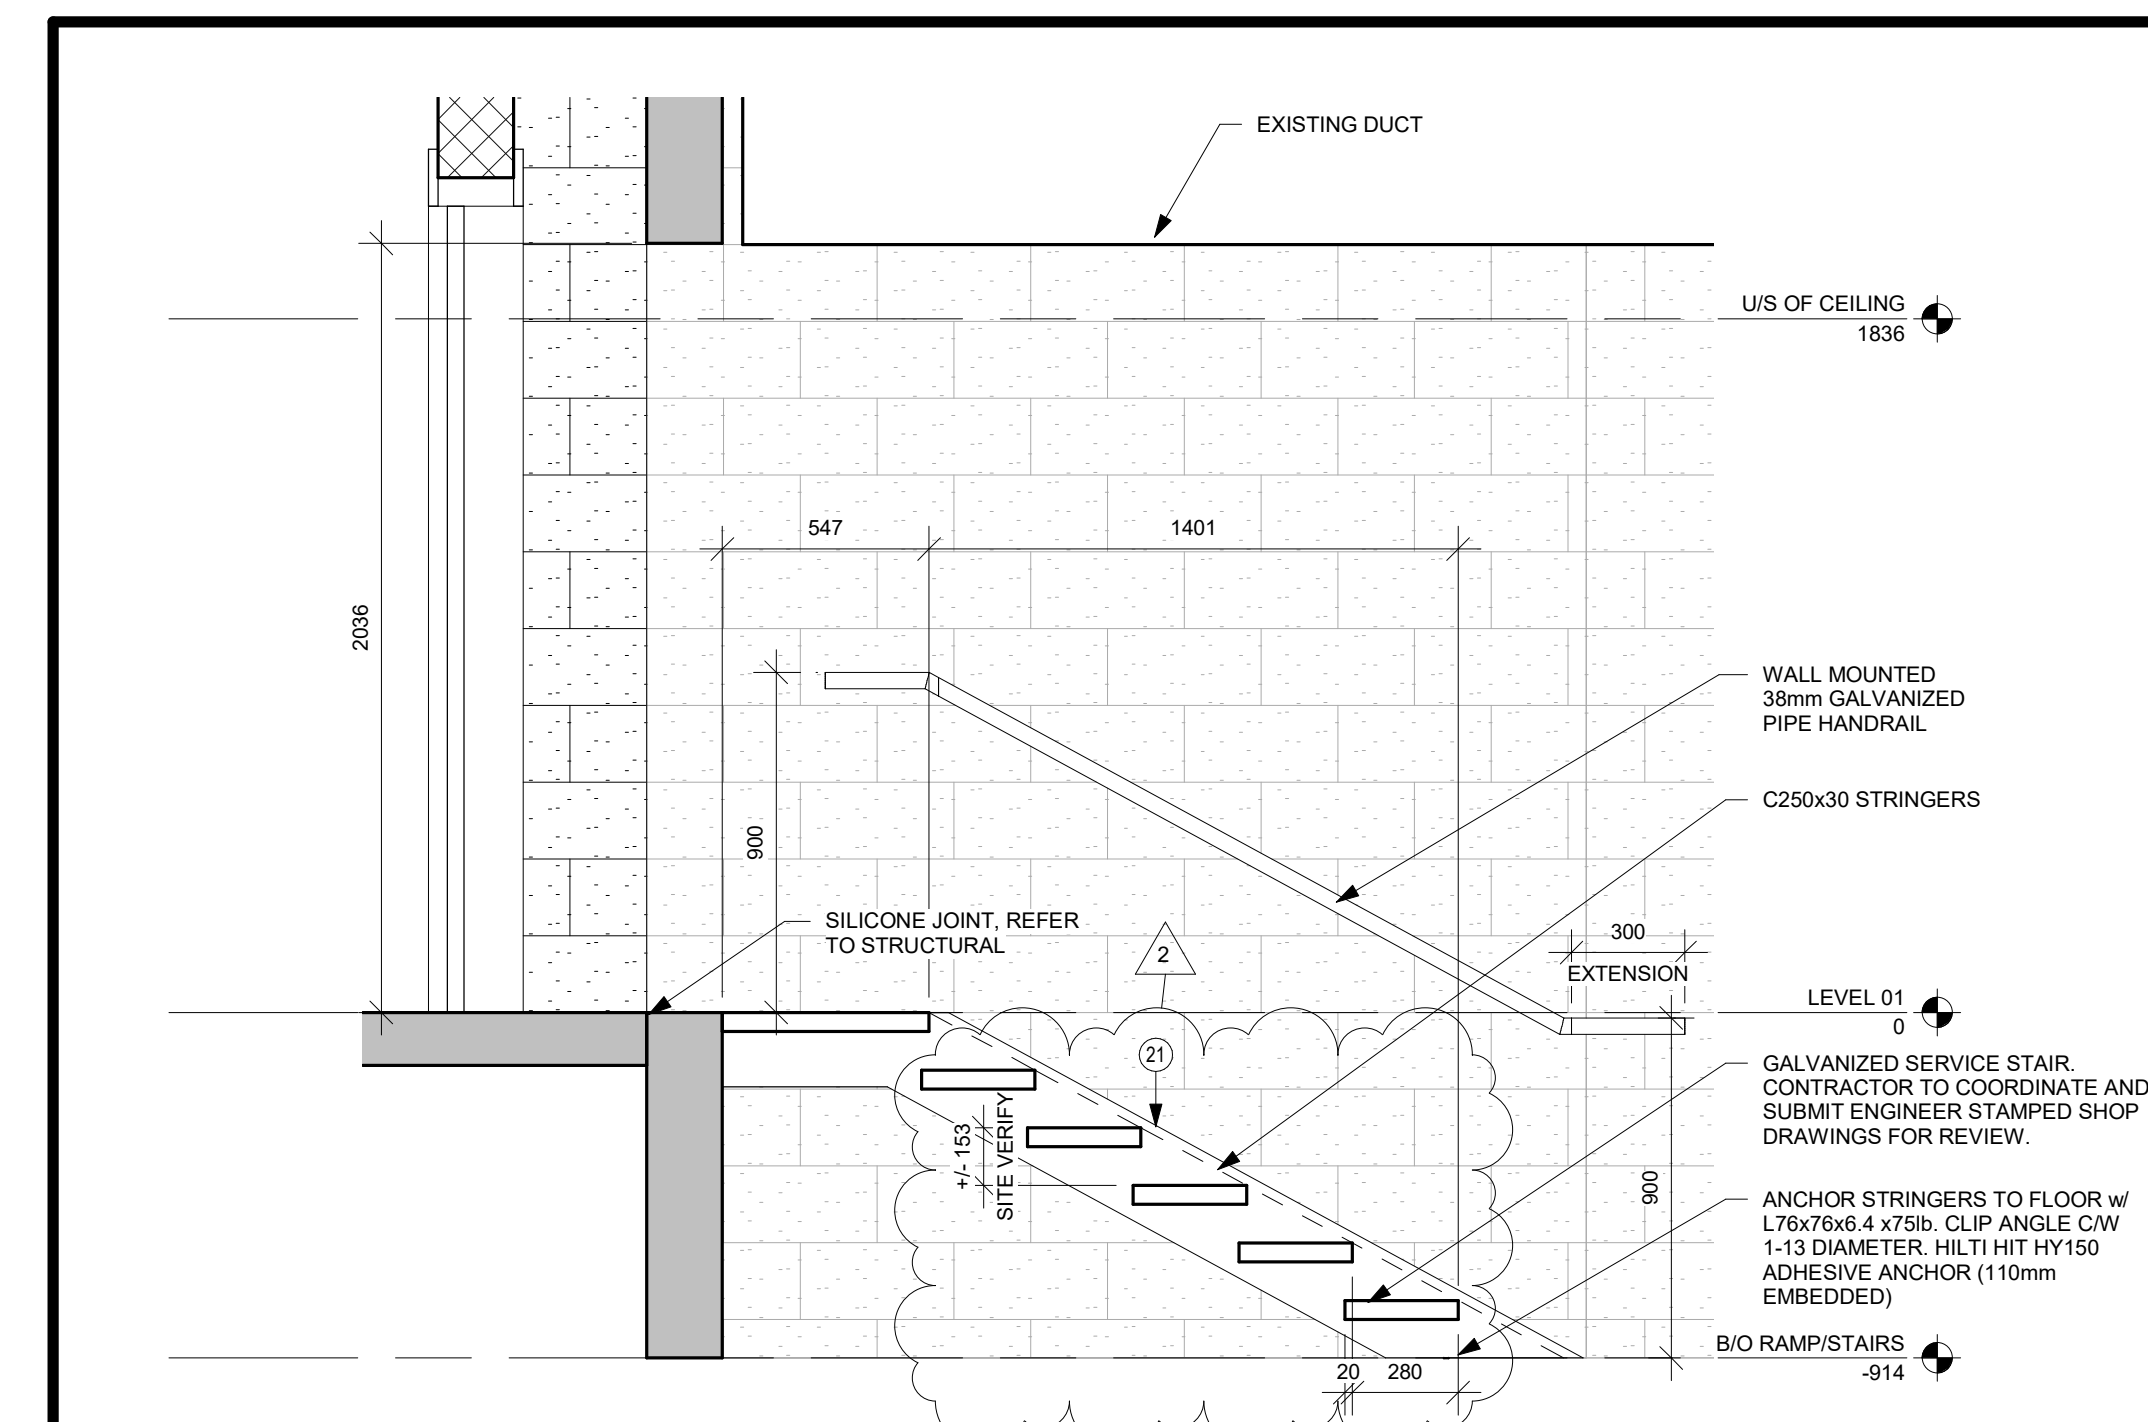 EXISTING DUCT
U/S OF CEILING
1836
547
1401
2036
WALL MOUNTED
38mm GALVANIZED
PIPE HANDRAIL
C250x30 STRINGERS
900
SILICONE JOINT, REFER
TO STRUCTURAL
2
300
EXTENSION
LEVEL 01
0
21
GALVANIZED SERVICE STAIR.
CONTRACTOR TO COORDINATE AND
SUBMIT ENGINEER STAMPED SHOP
DRAWINGS FOR REVIEW.
+/- 153
SITE VERIFY
900
ANCHOR STRINGERS TO FLOOR w/
L76x76x6.4 x75lb. CLIP ANGLE C/W
1-13 DIAMETER. HILTI HIT HY150
ADHESIVE ANCHOR (110mm
EMBEDDED)
B/O RAMP/STAIRS
-914
20
280